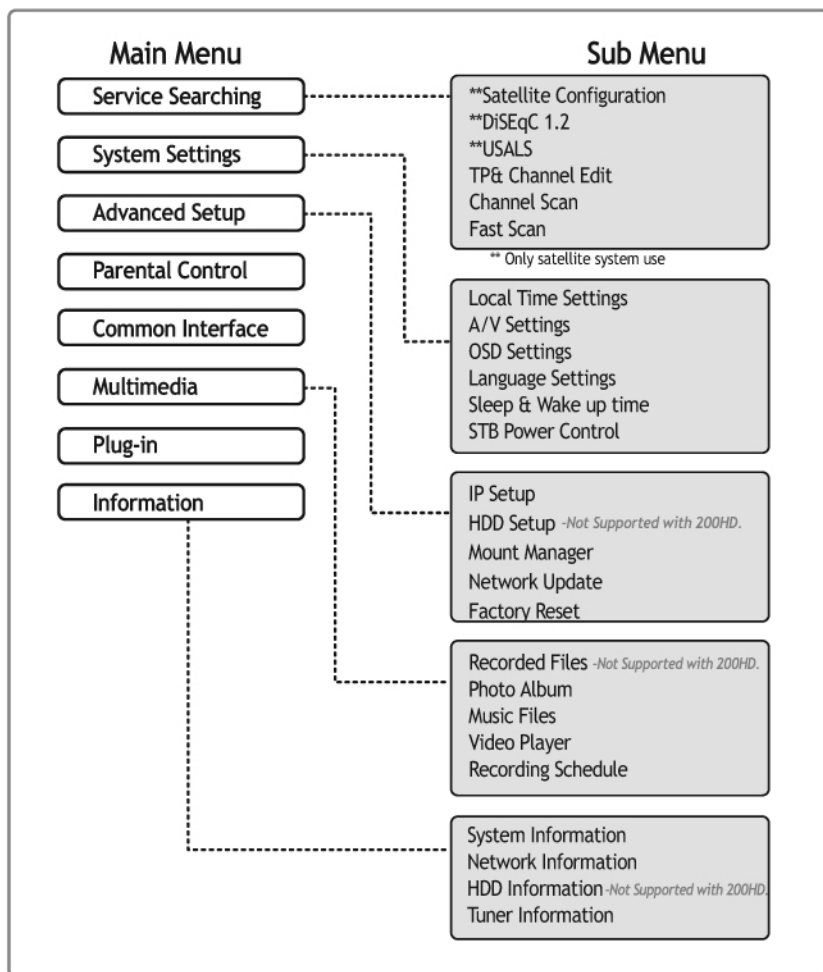 Main Menu
Service Searching
System Settings
Advanced Setup
Parental Control
Common Interface
Multimedia
Plug-in
Information
Sub Menu
**Satellite Configuration
**DiSEqC 1.2
**USALS
TP& Channel Edit
Channel Scan
Fast Scan
** Only satellite system use
Local Time Settings
A/V Settings
OSD Settings
Language Settings
Sleep & Wake up time
STB Power Control
IP Setup
HDD Setup -Not Supported with 200HD.
Mount Manager
Network Update
Factory Reset
Recorded Files -Not Supported with 200HD.
Photo Album
Music Files
Video Player
Recording Schedule
System Information
Network Information
HDD Information -Not Supported with 200HD.
Tuner Information